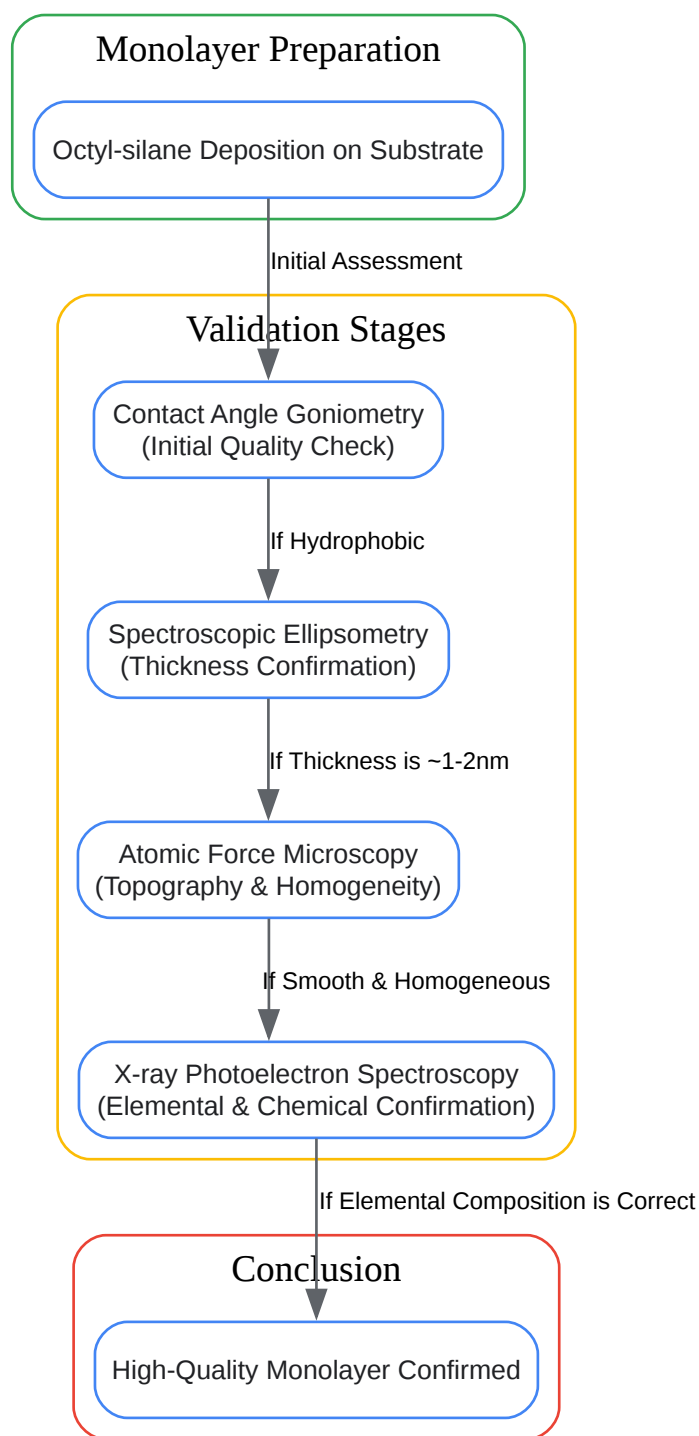 Monolayer Preparation
Octyl-silane Deposition on Substrate
Initial Assessment
Validation Stages
Contact Angle Goniometry
(Initial Quality Check)
If Hydrophobic
Spectroscopic Ellipsometry
(Thickness Confirmation)
If Thickness is ~1-2nm
Atomic Force Microscopy
(Topography & Homogeneity)
If Smooth & Homogeneous
X-ray Photoelectron Spectroscopy
(Elemental & Chemical Confirmation)
If Elemental Composition is Correct
Conclusion
High-Quality Monolayer Confirmed